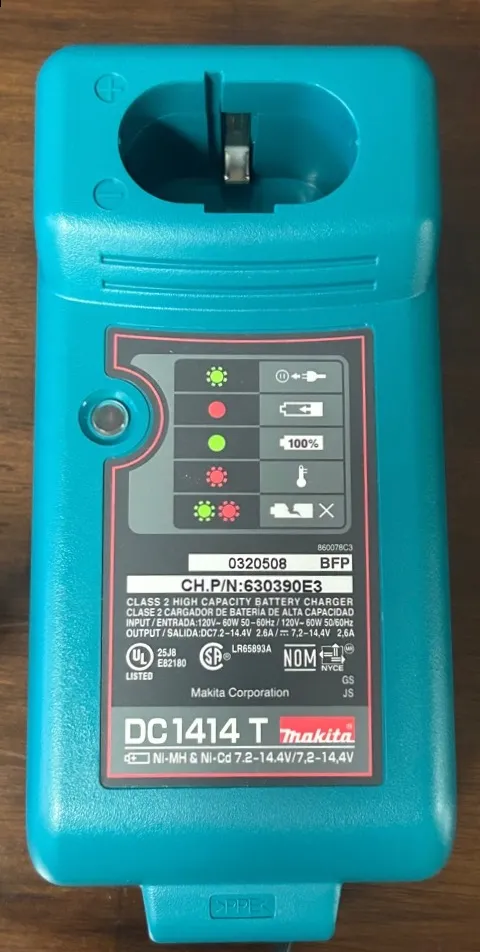 100%
860078C3
0320508 BFP
CH.P/N:630390E3
CLASS 2 HIGH CAPACITY BATTERY CHARGER
CLASE 2 CARGADOR DE BATERÍA DE ALTA CAPACIDAD
INPUT / ENTRADA:120V~ 60W 50-60Hz / 120V~ 60W 50/60Hz
OUTPUT / SALIDA:DC7.2-14.4V 2.6A/⎓ 7,2-14,4V 2,6A
UL 25J8 E82180 LISTED
SA LR65893A
NOM NYCE
GS
Makita Corporation JS
DC1414 T makita
Ni-MH & Ni-Cd 7.2-14.4V/7,2-14,4V
>PPE<